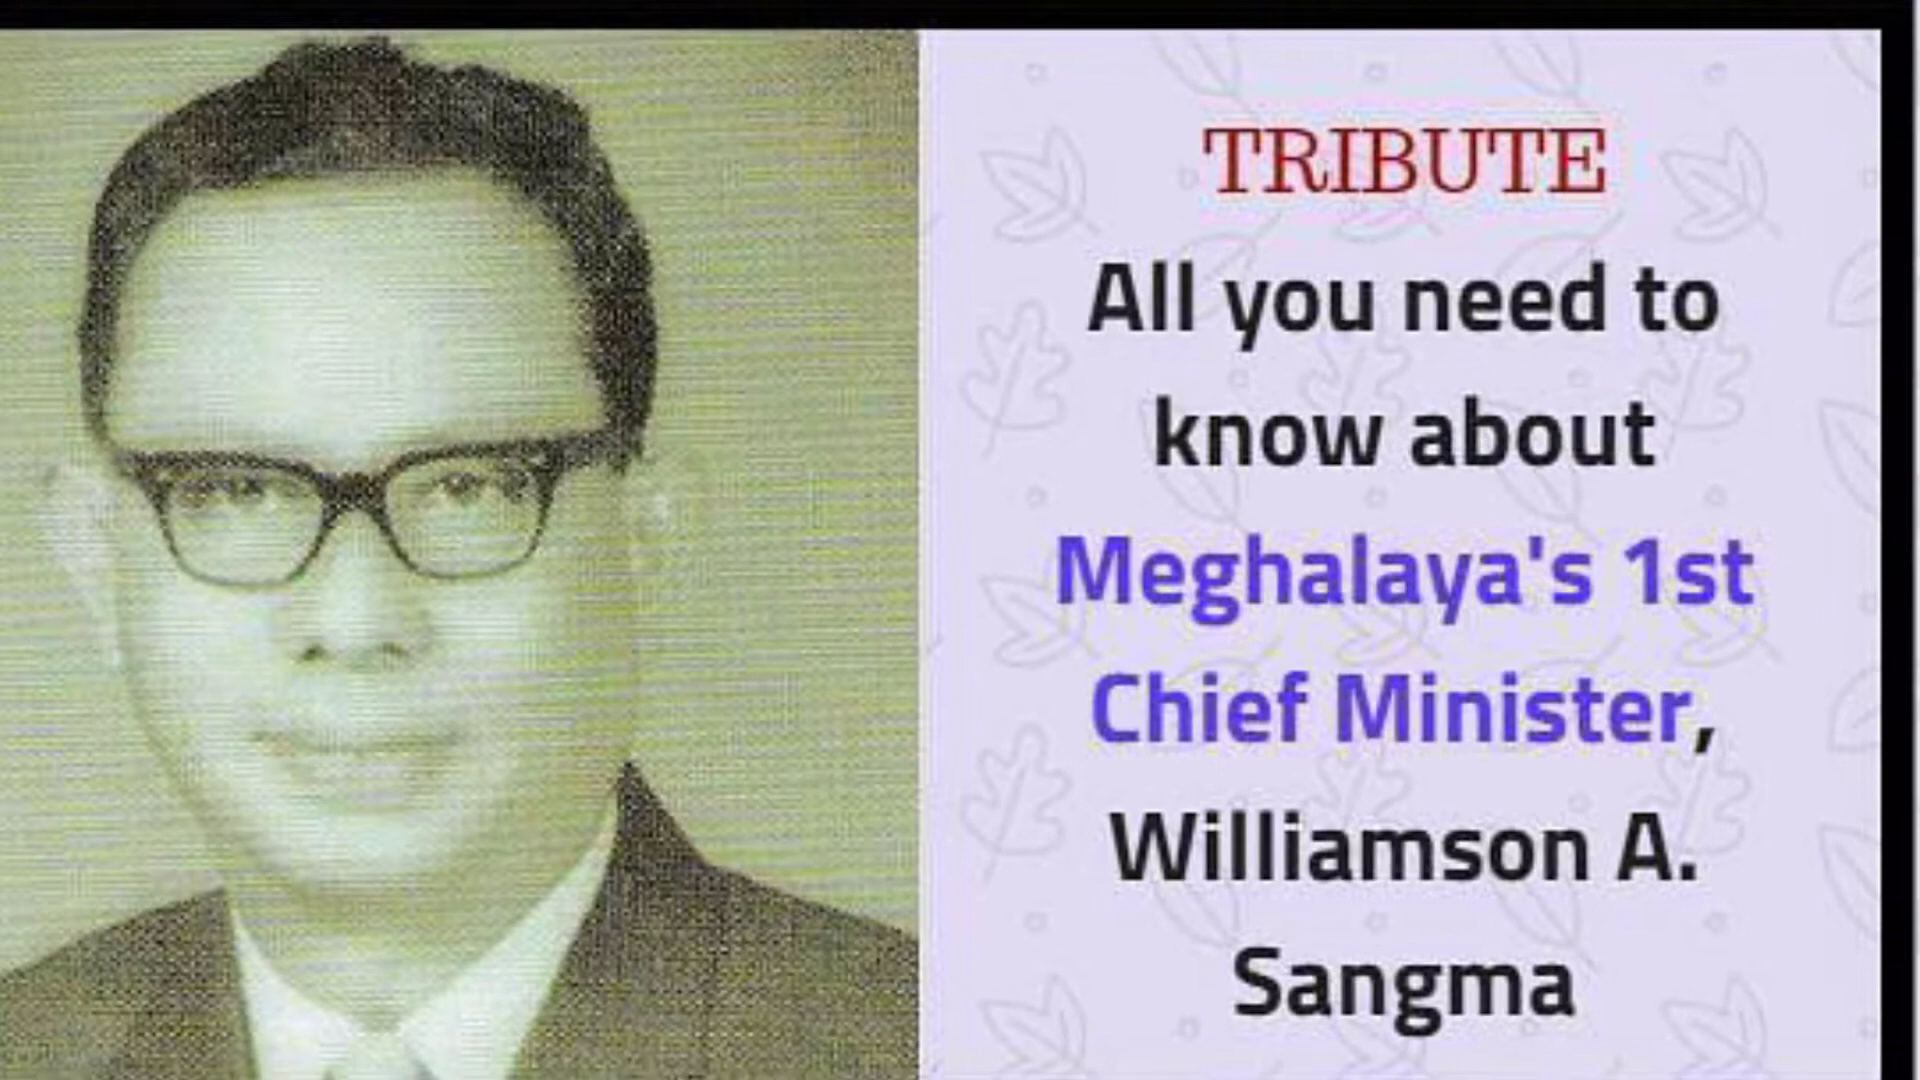 TRIBUTE
All you need to
know about
Meghalaya's 1st
Chief Minister,
Williamson A.
Sangma